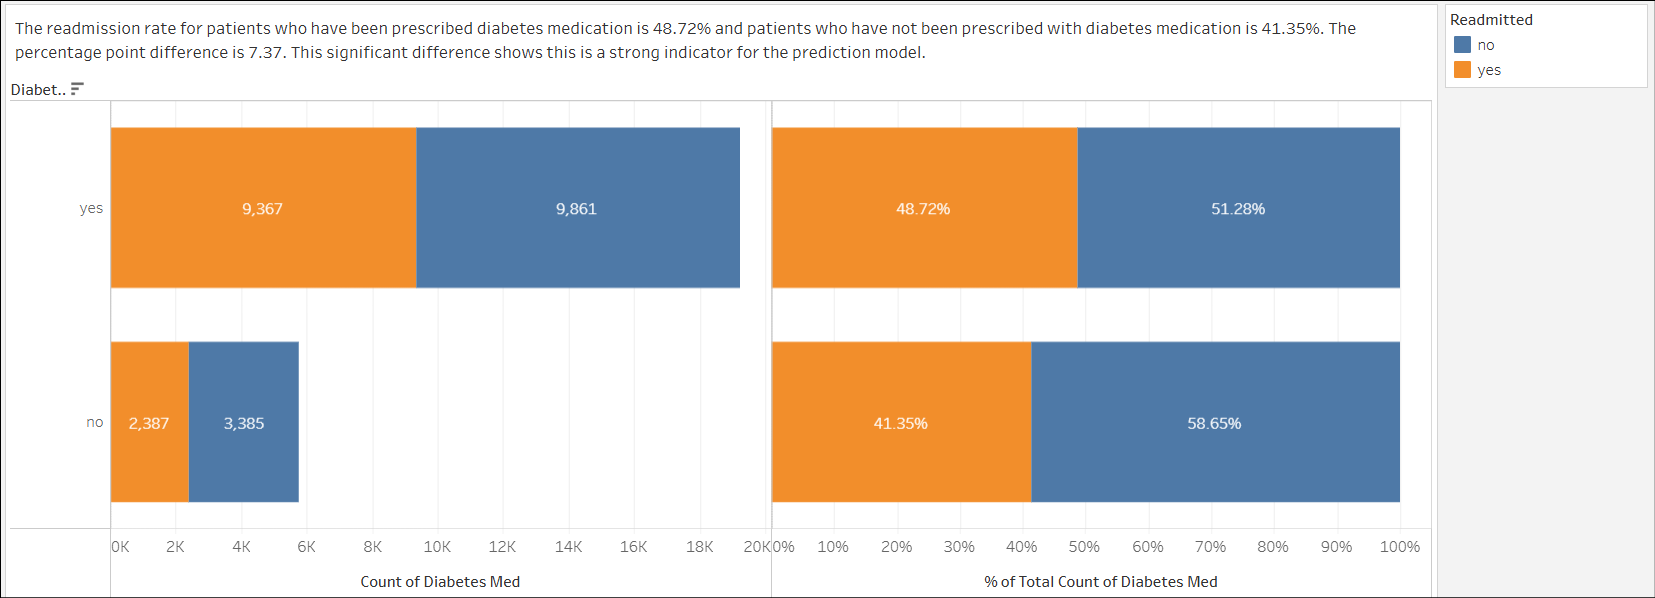 The readmission rate for patients who have been prescribed diabetes medication is 48.72% and patients who have not been prescribed with diabetes medication is 41.35%. The
percentage point difference is 7.37. This significant difference shows this is a strong indicator for the prediction model.
Readmitted
no
yes
Diabet..
yes
9,367
9,861
48.72%
51.28%
no
2,387
3,385
41.35%
58.65%
0K 2K 4K 6K 8K 10K 12K 14K 16K 18K 20K
0% 10% 20% 30% 40% 50% 60% 70% 80% 90% 100%
Count of Diabetes Med
% of Total Count of Diabetes Med